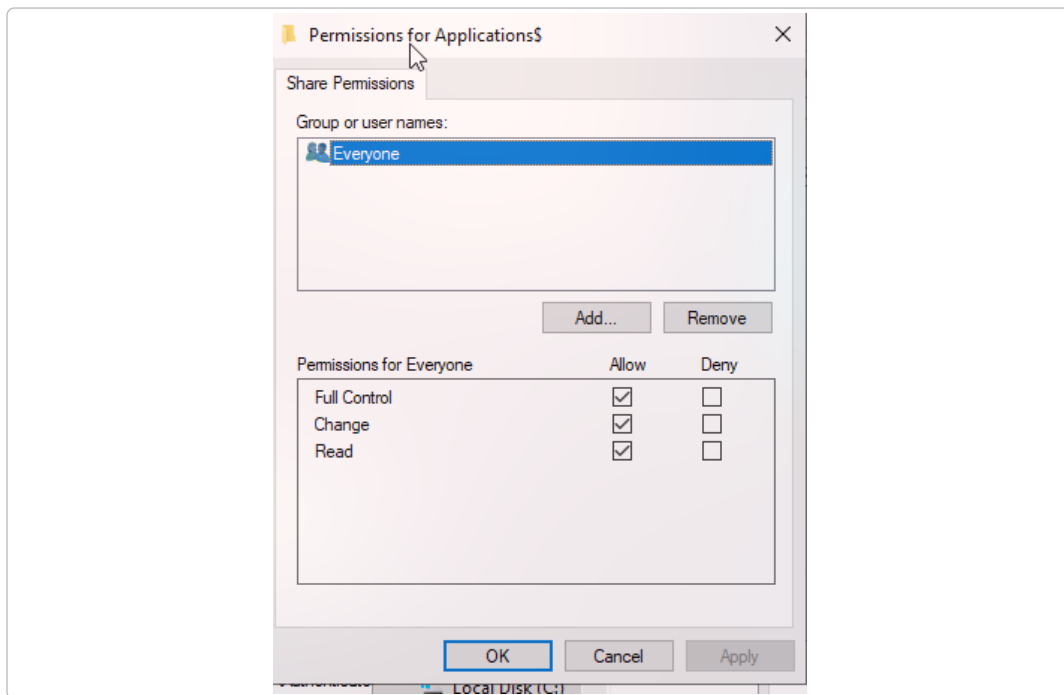 Permissions for Applications$
Share Permissions
Group or user names:
Everyone
Add...
Remove
Permissions for Everyone
Allow
Deny
Full Control
Change
Read
OK
Cancel
Apply
Local Disk (C:)